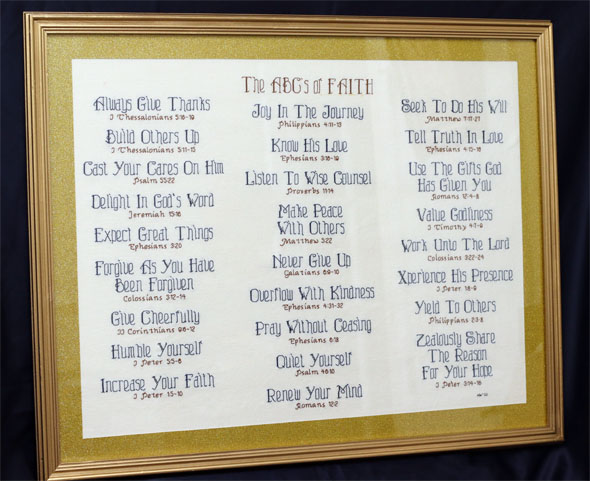 The ABC's of FAITH
Always Give Thanks
I Thessalonians 5:16-19
Build Others Up
I Thessalonians 5:11-15
Cast Your Cares On Him
Psalm 55:22
Delight In God's Word
Jeremiah 15:16
Expect Great Things
Ephesians 3:20
Forgive As You Have
Been Forgiven
Colossians 3:12-14
Give Cheerfully
II Corinthians 9:6-12
Humble Yourself
I Peter 5:5-6
Increase Your Faith
I Peter 1:5-10
Joy In The Journey
Philippians 4:11-13
Know His Love
Ephesians 3:16-19
Listen To Wise Counsel
Proverbs 11:14
Make Peace
With Others
Matthew 5:22
Never Give Up
Galatians 6:9-10
Overflow With Kindness
Ephesians 4:31-32
Pray Without Ceasing
Ephesians 6:18
Quiet Yourself
Psalm 46:10
Renew Your Mind
Romans 12:2
Seek To Do His Will
Matthew 7:17-21
Tell Truth In Love
Ephesians 4:15-16
Use The Gifts God
Has Given You
Romans 12:4-8
Value Godliness
I Timothy 4:7-8
Work Unto The Lord
Colossians 3:22-24
Xperience His Presence
I Peter 1:8-9
Yield To Others
Philippians 2:3-8
Zealously Share
The Reason
For Your Hope
I Peter 3:14-16